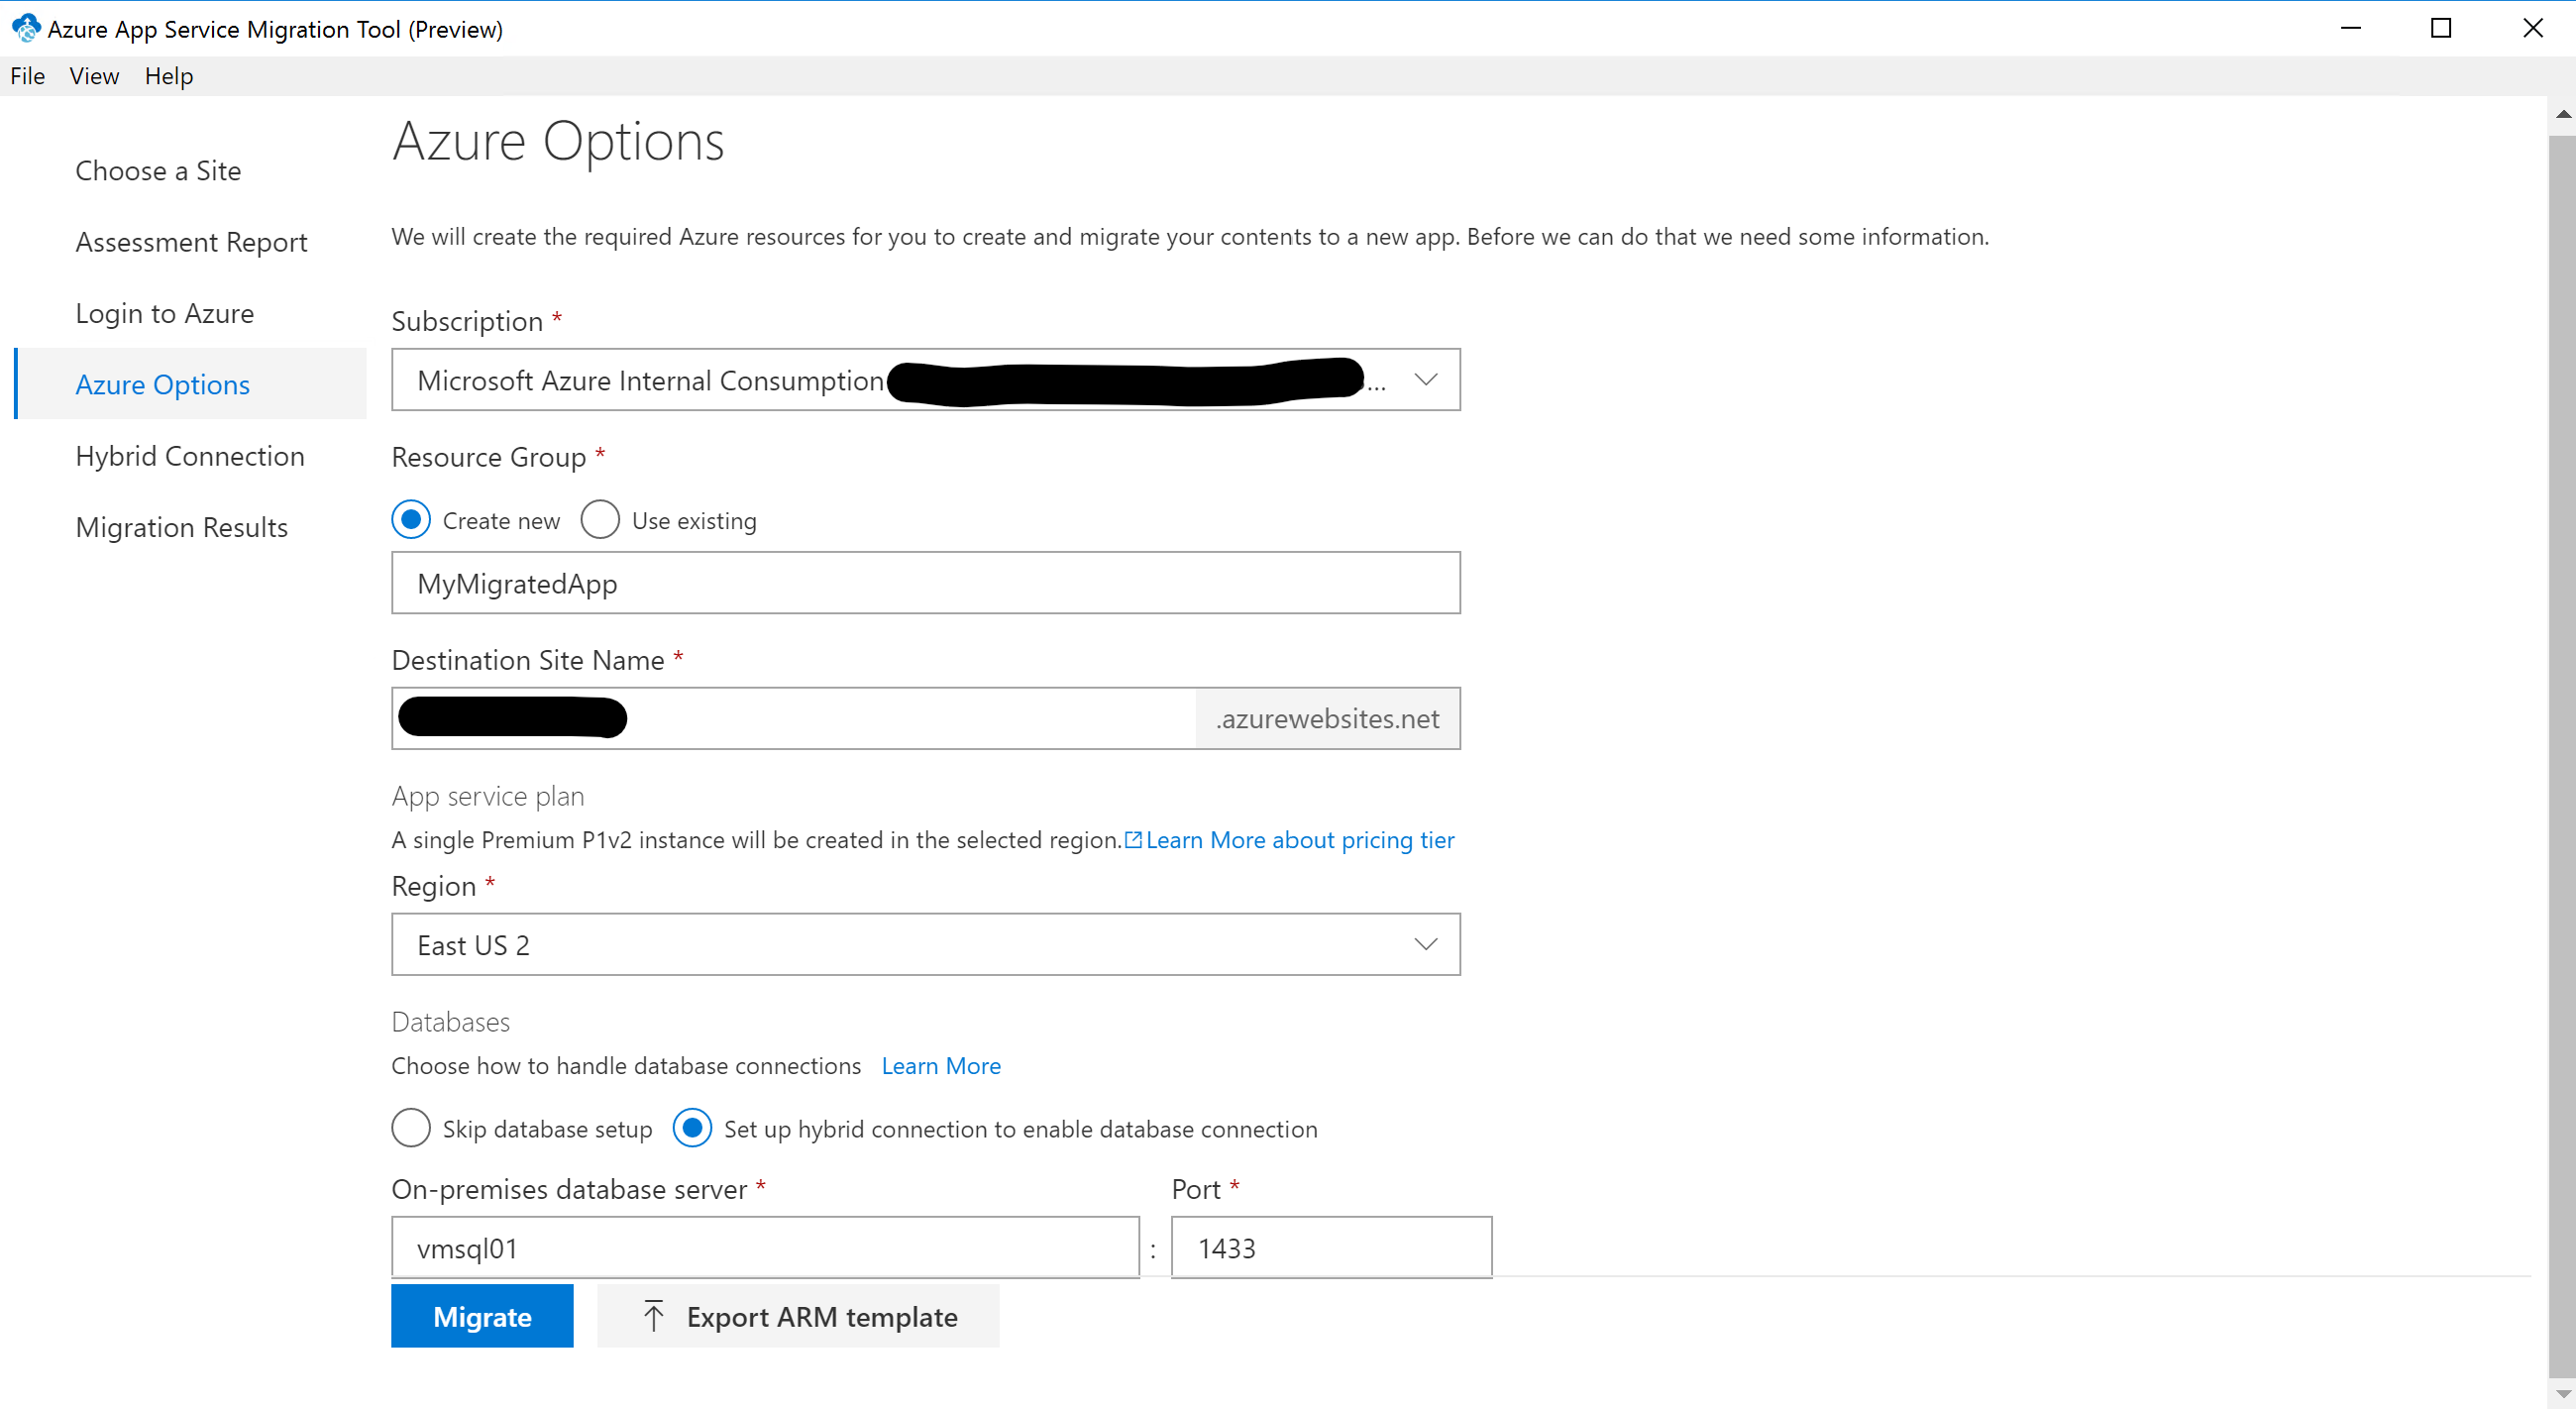 Azure App Service Migration Tool (Preview)
File View Help
Choose a Site
Assessment Report
Login to Azure
Azure Options
Hybrid Connection
Migration Results
Azure Options
We will create the required Azure resources for you to create and migrate your contents to a new app. Before we can do that we need some information.
Subscription *
Microsoft Azure Internal Consumption ...
Resource Group *
Create new Use existing
MyMigratedApp
Destination Site Name *
.azurewebsites.net
App service plan
A single Premium P1v2 instance will be created in the selected region. Learn More about pricing tier
Region *
East US 2
Databases
Choose how to handle database connections Learn More
Skip database setup Set up hybrid connection to enable database connection
On-premises database server * Port *
vmsql01 : 1433
Migrate Export ARM template